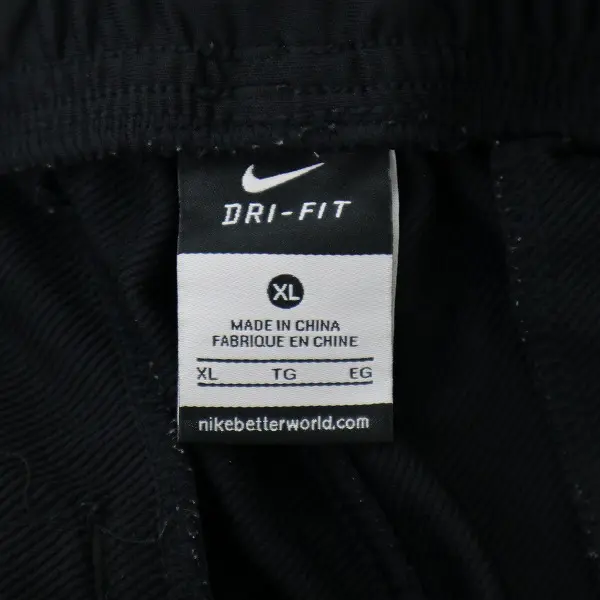 DRI-FIT
XL
MADE IN CHINA
FABRIQUE EN CHINE
XL TG EG
nikebetterworld.com